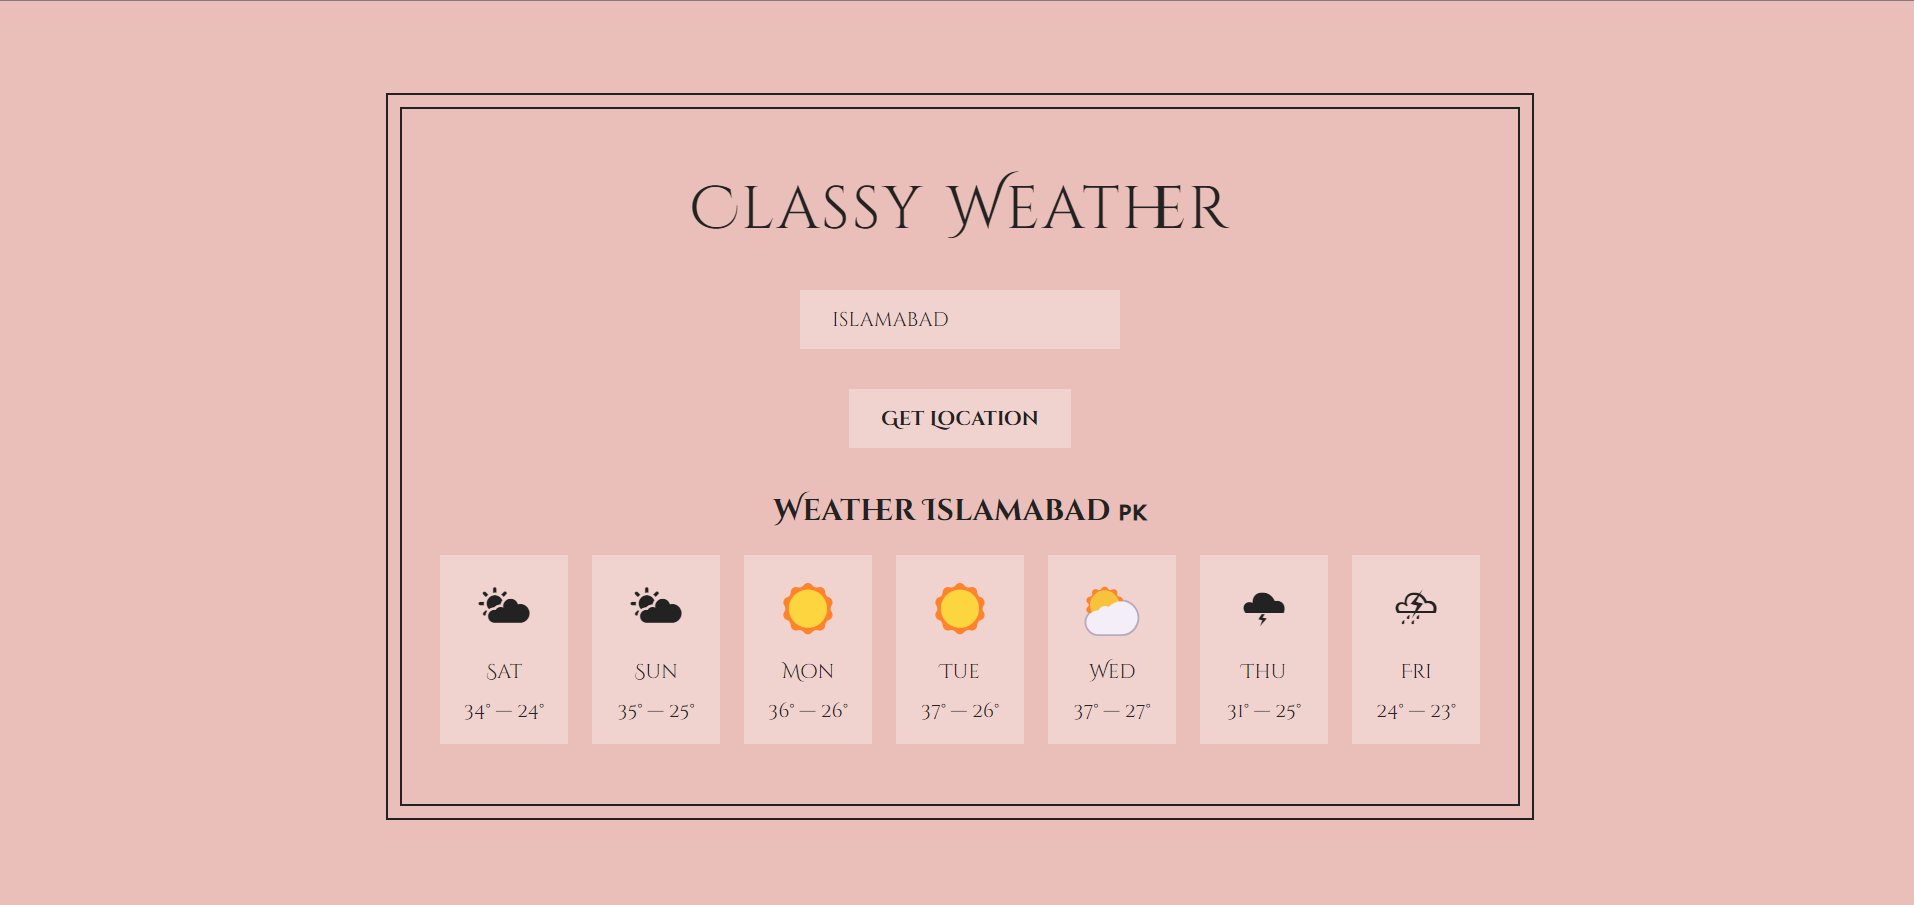 Classy Weather
ISLAMABAD
Get Location
Weather Islamabad PK
Sat Sun Mon Tue Wed Thu Fri
34° — 24° 35° — 25° 36° — 26° 37° — 26° 37° — 27° 31° — 25° 24° — 23°